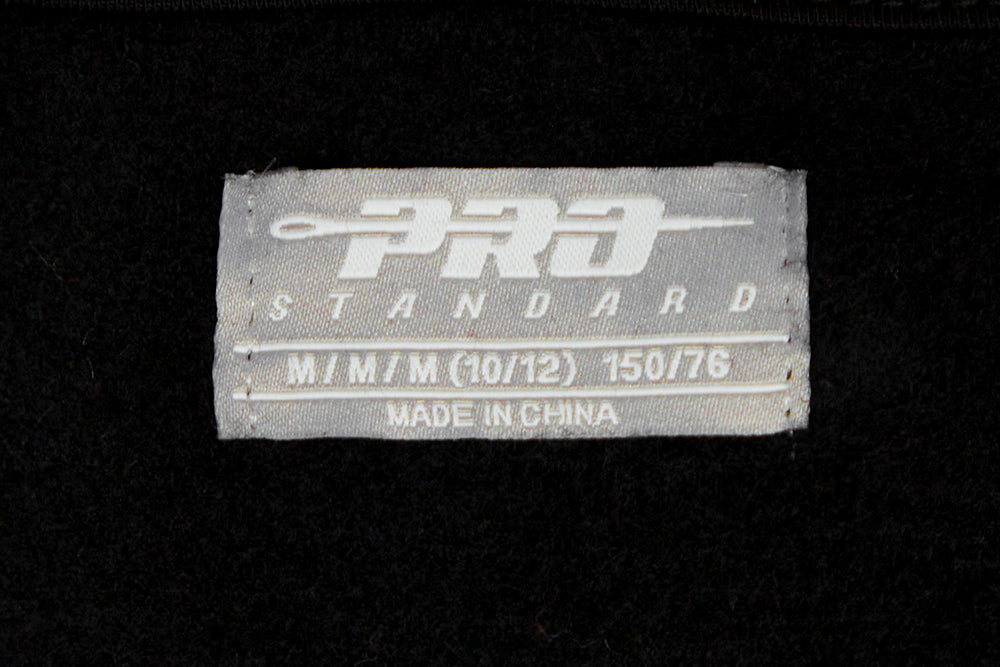 PRO
STANDARD
M/M/M (10/12) 150/76
MADE IN CHINA